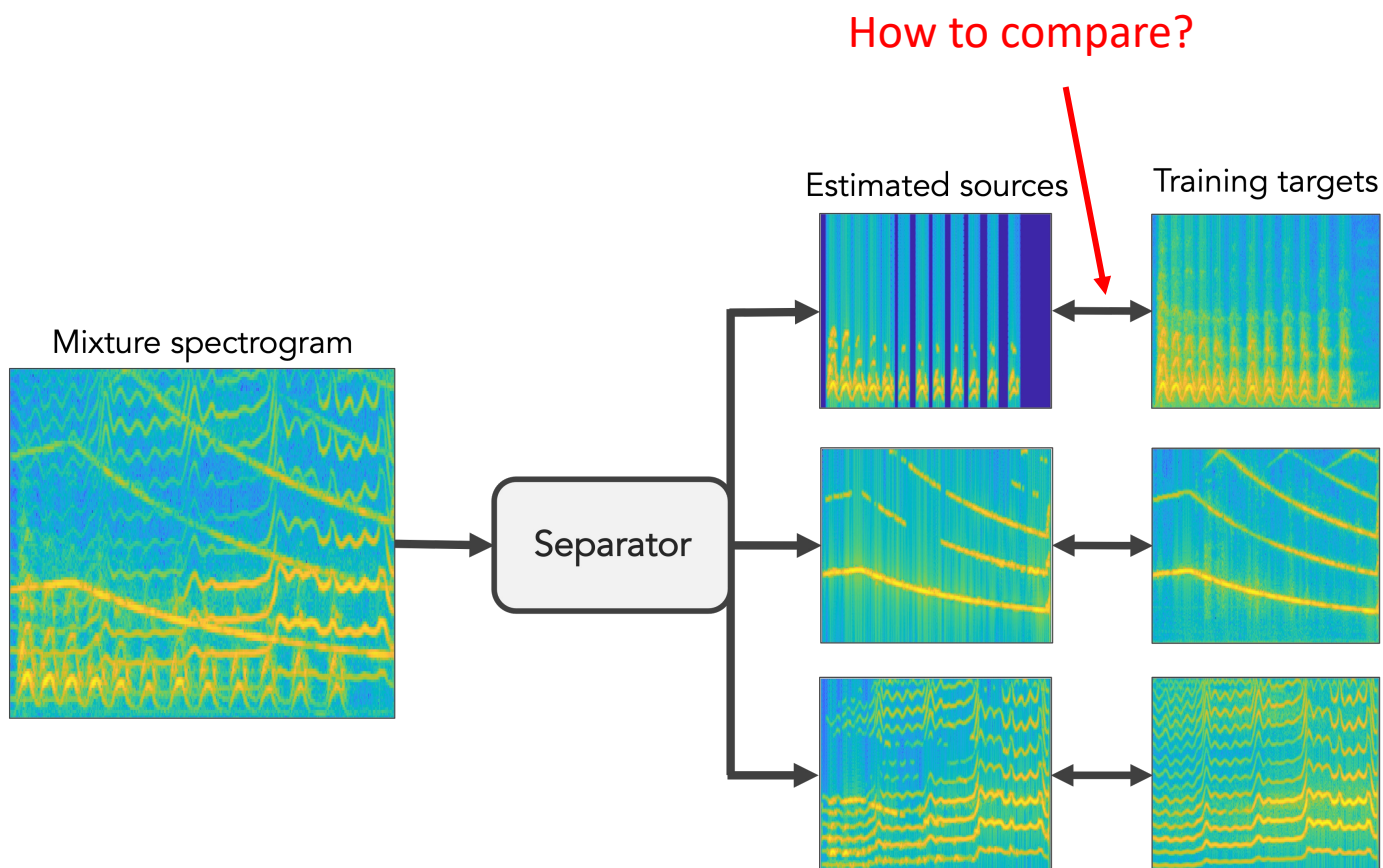 How to compare?
Estimated sources
Training targets
Mixture spectrogram
Separator